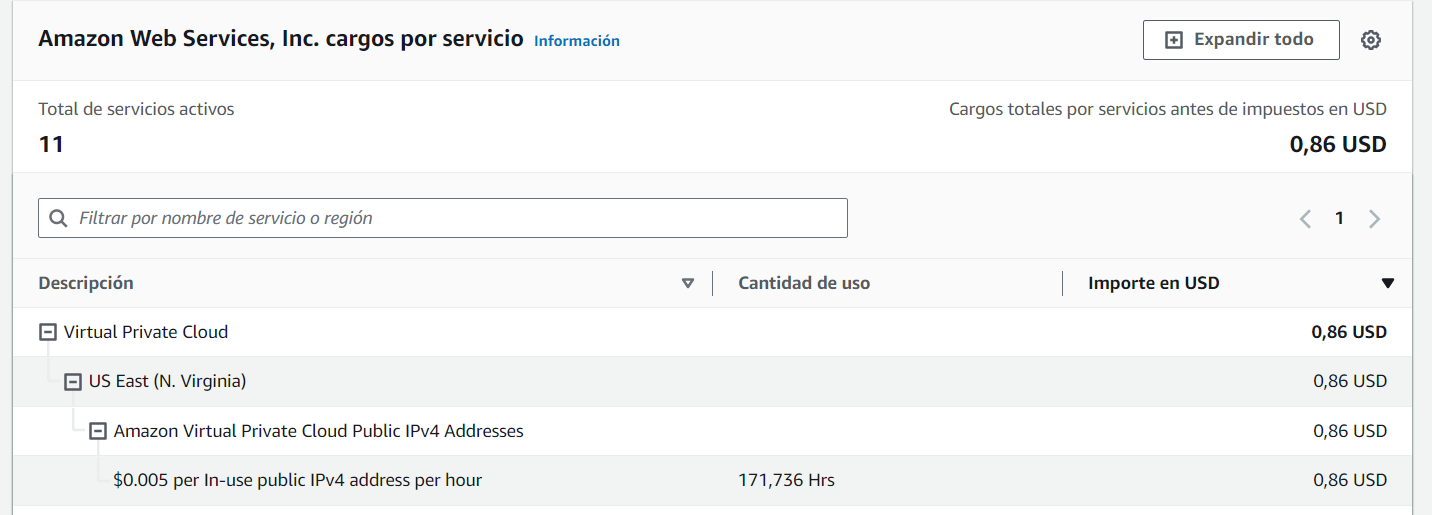 Amazon Web Services, Inc. cargos por servicio Información
Expandir todo
Total de servicios activos
Cargos totales por servicios antes de impuestos en USD
11
0,86 USD
Filtrar por nombre de servicio o región
1
Descripción Cantidad de uso Importe en USD
Virtual Private Cloud 0,86 USD
US East (N. Virginia) 0,86 USD
Amazon Virtual Private Cloud Public IPv4 Addresses 0,86 USD
$0.005 per In-use public IPv4 address per hour 171,736 Hrs 0,86 USD